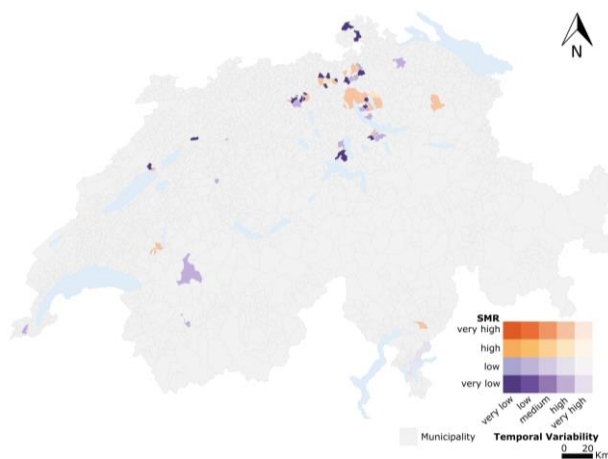 N
SMR
very high
high
low
very low
very low
low
medium
high
very high
Municipality
Temporal Variability
0 20
Km